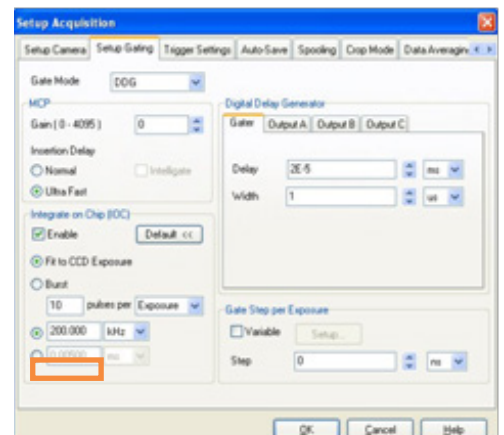 Setup Acquisition
Setup Camera Setup Gating Trigger Settings Auto-Save Spooling Crop Mode Data Averaging
Gate Mode DDG
MCP
Gain ( 0 - 4095 ) 0
Insertion Delay
Normal Intelligate
Ultra Fast
Integrate on Chip (IOC)
Enable Default <<
Fit to CCD Exposure
Burst
10 pulses per Exposure
200.000 kHz
0.00500 ms
Digital Delay Generator
Gater Output A Output B Output C
Delay 2E-5 ms
Width 1 us
Gate Step per Exposure
Variable Setup...
Step 0 ns
OK Cancel Help